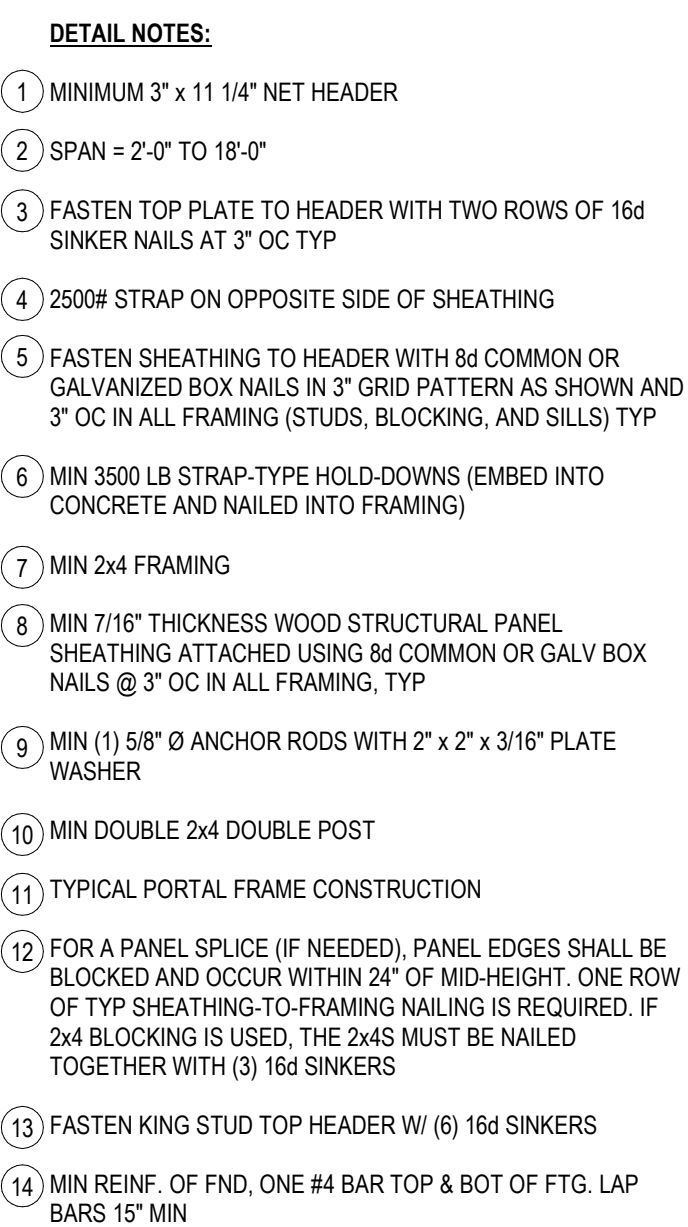 DETAIL NOTES:
1 MINIMUM 3" x 11 1/4" NET HEADER
2 SPAN = 2'-0" TO 18'-0"
3 FASTEN TOP PLATE TO HEADER WITH TWO ROWS OF 16d
SINKER NAILS AT 3" OC TYP
4 2500# STRAP ON OPPOSITE SIDE OF SHEATHING
5 FASTEN SHEATHING TO HEADER WITH 8d COMMON OR
GALVANIZED BOX NAILS IN 3" GRID PATTERN AS SHOWN AND
3" OC IN ALL FRAMING (STUDS, BLOCKING, AND SILLS) TYP
6 MIN 3500 LB STRAP-TYPE HOLD-DOWNS (EMBED INTO
CONCRETE AND NAILED INTO FRAMING)
7 MIN 2x4 FRAMING
8 MIN 7/16" THICKNESS WOOD STRUCTURAL PANEL
SHEATHING ATTACHED USING 8d COMMON OR GALV BOX
NAILS @ 3" OC IN ALL FRAMING, TYP
9 MIN (1) 5/8" Ø ANCHOR RODS WITH 2" x 2" x 3/16" PLATE
WASHER
10 MIN DOUBLE 2x4 DOUBLE POST
11 TYPICAL PORTAL FRAME CONSTRUCTION
12 FOR A PANEL SPLICE (IF NEEDED), PANEL EDGES SHALL BE
BLOCKED AND OCCUR WITHIN 24" OF MID-HEIGHT. ONE ROW
OF TYP SHEATHING-TO-FRAMING NAILING IS REQUIRED. IF
2x4 BLOCKING IS USED, THE 2x4S MUST BE NAILED
TOGETHER WITH (3) 16d SINKERS
13 FASTEN KING STUD TOP HEADER W/ (6) 16d SINKERS
14 MIN REINF. OF FND, ONE #4 BAR TOP & BOT OF FTG. LAP
BARS 15" MIN